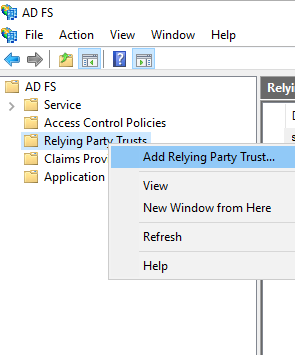 AD FS
File Action View Window Help
AD FS
Service
Access Control Policies
Relying Party Trusts
Claims Prov
Application
Relyi
Add Relying Party Trust...
View
New Window from Here
Refresh
Help